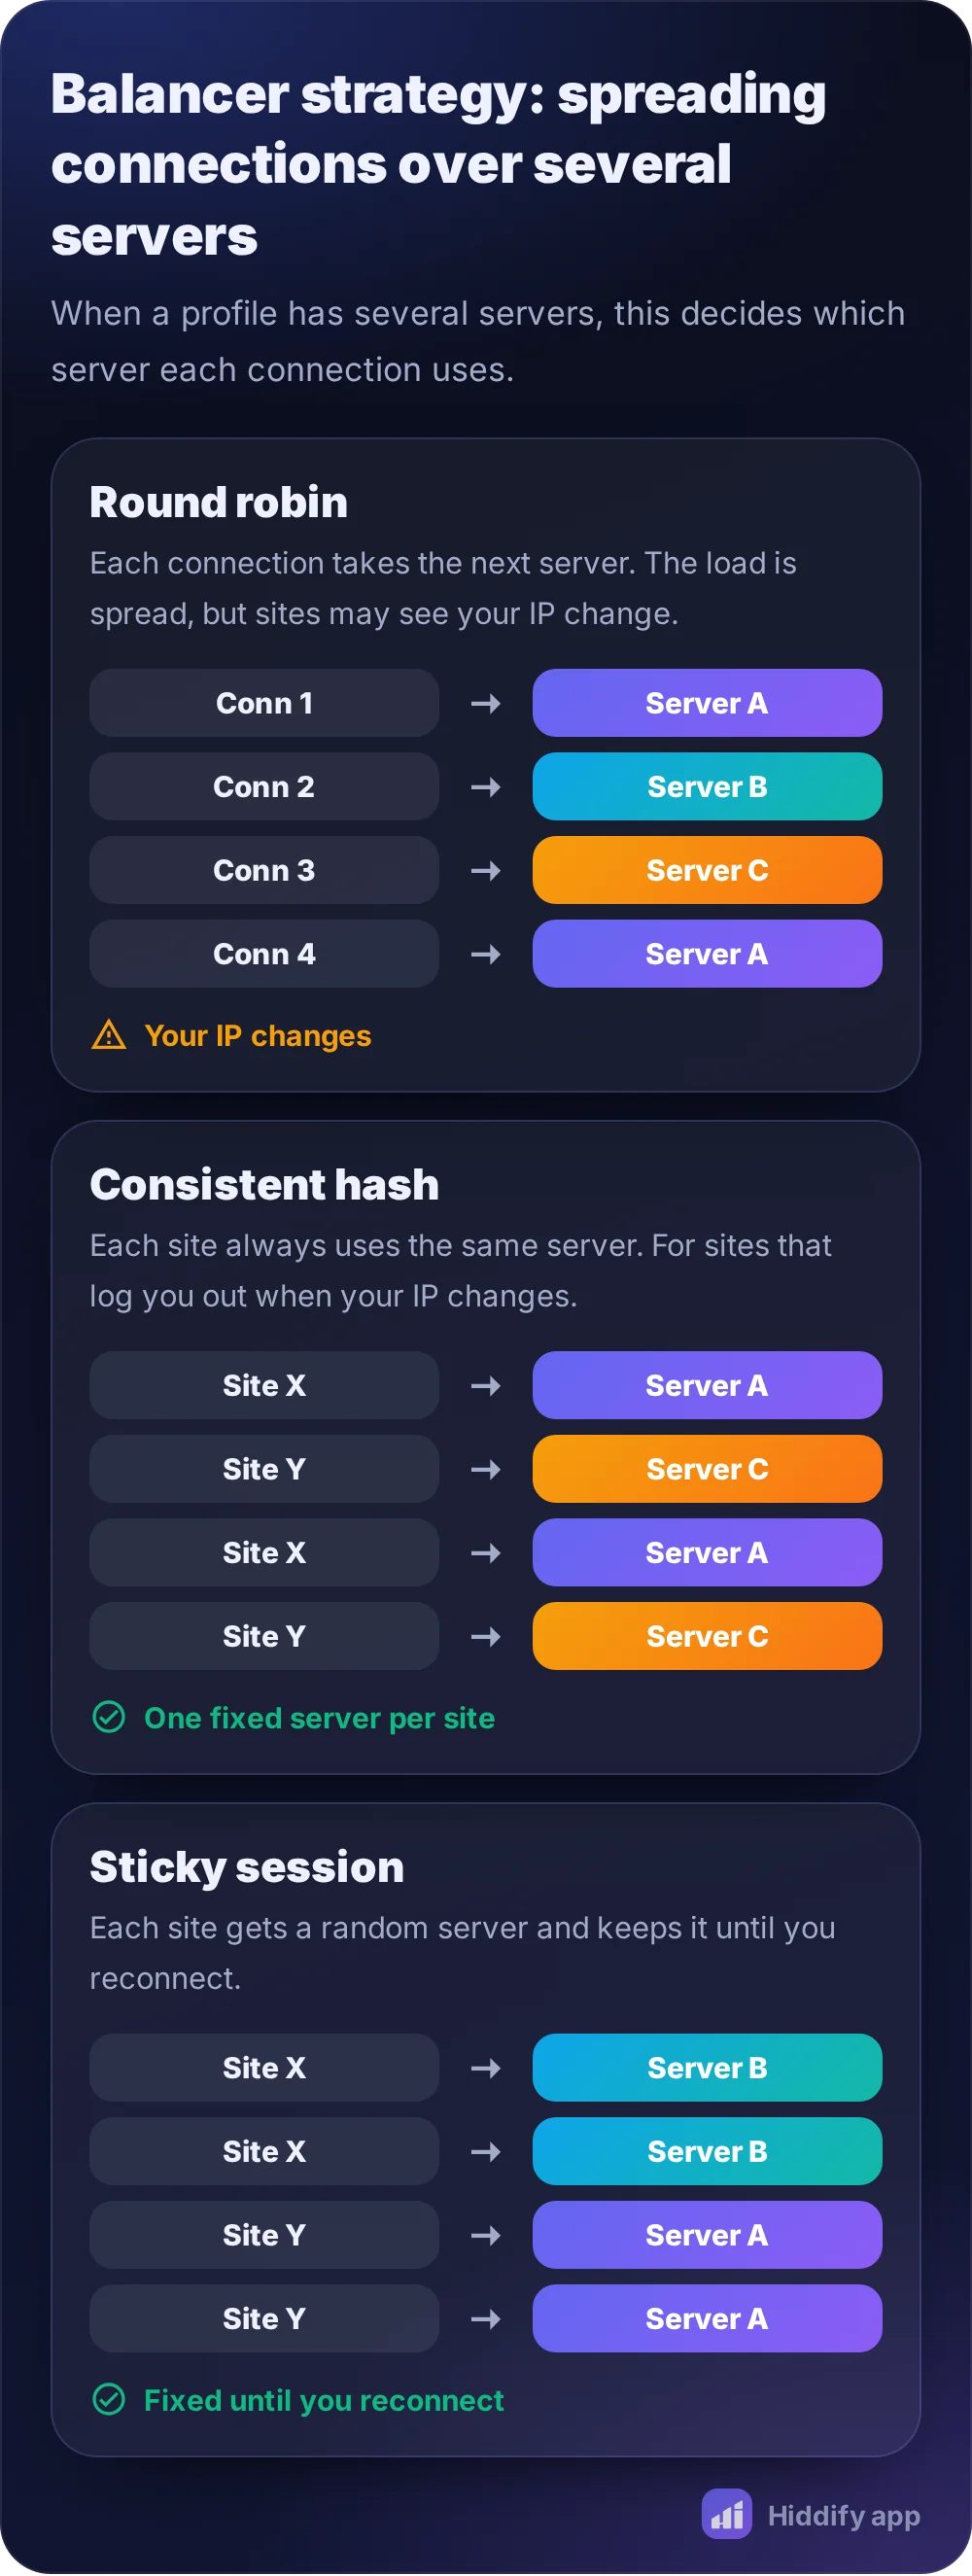 Balancer strategy: spreading
connections over several
servers
When a profile has several servers, this decides which
server each connection uses.
Round robin
Each connection takes the next server. The load is
spread, but sites may see your IP change.
Conn 1 → Server A
Conn 2 → Server B
Conn 3 → Server C
Conn 4 → Server A
Your IP changes
Consistent hash
Each site always uses the same server. For sites that
log you out when your IP changes.
Site X → Server A
Site Y → Server C
Site X → Server A
Site Y → Server C
One fixed server per site
Sticky session
Each site gets a random server and keeps it until you
reconnect.
Site X → Server B
Site X → Server B
Site Y → Server A
Site Y → Server A
Fixed until you reconnect
Hiddify app